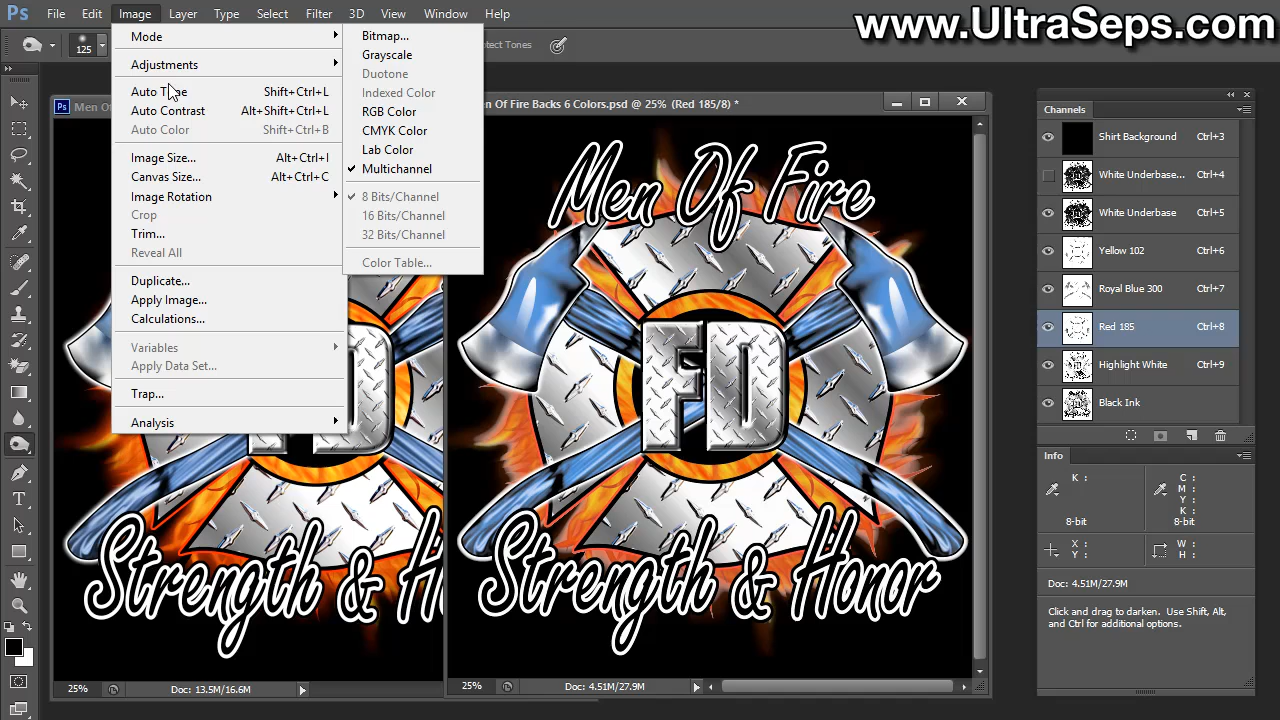 Ps File Edit Image Layer Type Select Filter 3D View Window Help
www.UltraSeps.com
125
tect Tones
Mode
Adjustments
Auto Tone Shift+Ctrl+L
Auto Contrast Alt+Shift+Ctrl+L
Auto Color Shift+Ctrl+B
Image Size... Alt+Ctrl+I
Canvas Size... Alt+Ctrl+C
Image Rotation
Crop
Trim...
Reveal All
Duplicate...
Apply Image...
Calculations...
Variables
Apply Data Set...
Trap...
Analysis
Bitmap...
Grayscale
Duotone
Indexed Color
RGB Color
CMYK Color
Lab Color
Multichannel
8 Bits/Channel
16 Bits/Channel
32 Bits/Channel
Color Table...
Ps Men O
en Of Fire Backs 6 Colors.psd @ 25% (Red 185/8) *
Strength & H
25% Doc: 13.5M/16.6M
Men Of Fire
FD
Strength & Honor
25% Doc: 4.51M/27.9M
Channels
Shirt Background Ctrl+3
White Underbase... Ctrl+4
White Underbase Ctrl+5
Yellow 102 Ctrl+6
Royal Blue 300 Ctrl+7
Red 185 Ctrl+8
Highlight White Ctrl+9
Black Ink
Info
K : C :
M :
Y :
K :
8-bit 8-bit
X : W :
Y : H :
Doc: 4.51M/27.9M
Click and drag to darken. Use Shift, Alt,
and Ctrl for additional options.